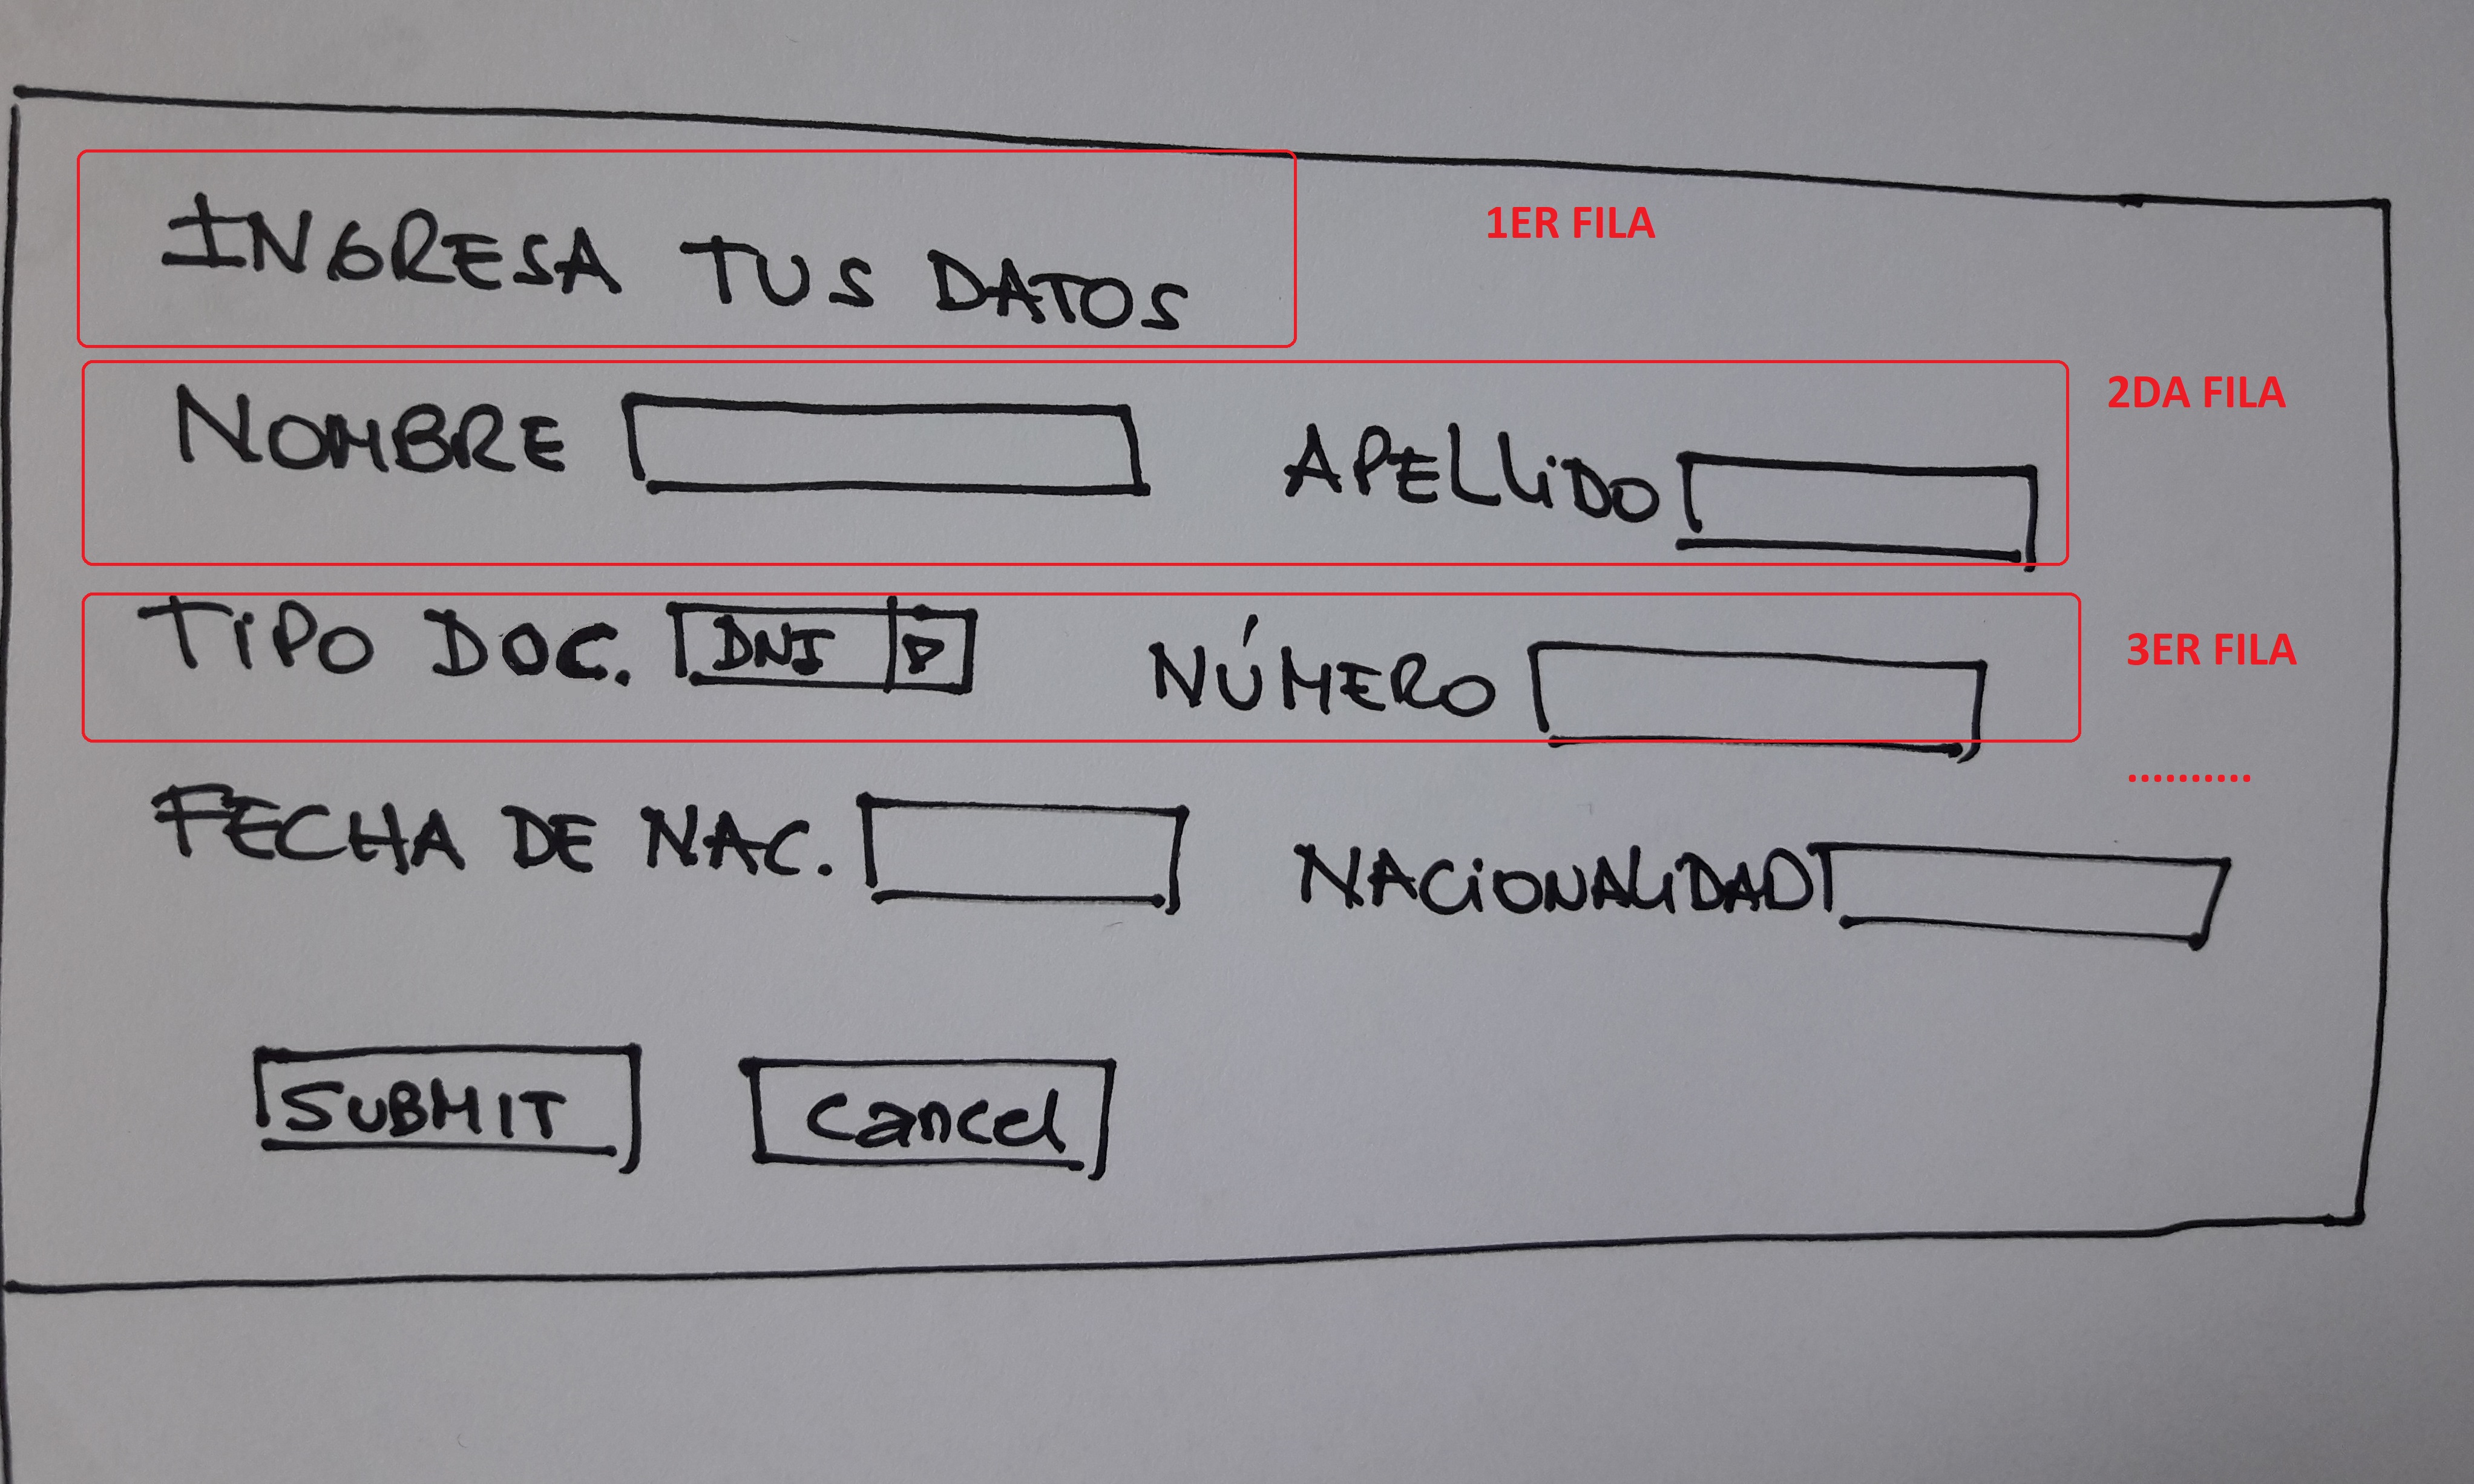 INGRESA TUS DATOS
1ER FILA
NOMBRE APELLIDO
2DA FILA
TIPO DOC. DNI NÚMERO
3ER FILA
..........
FECHA DE NAC. NACIONALIDAD
SUBMIT Cancel